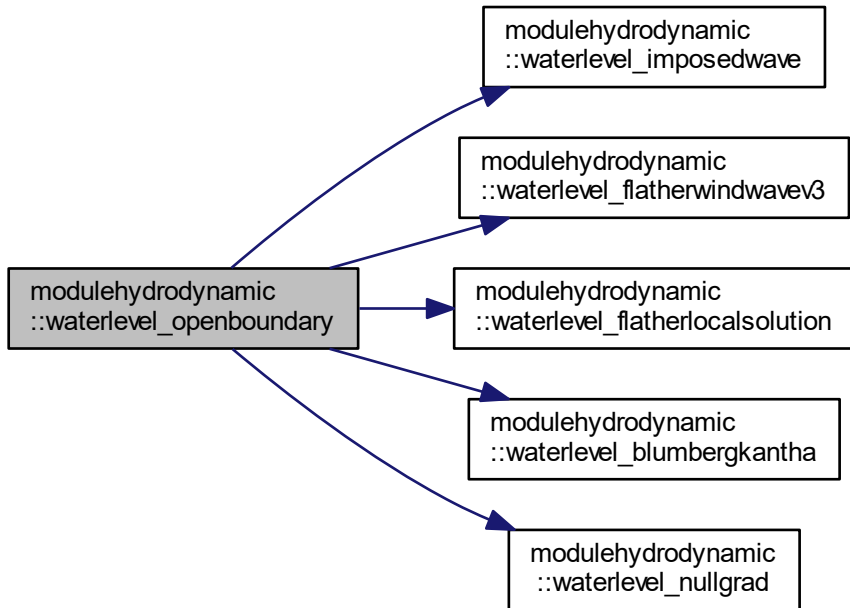 modulehydrodynamic
::waterlevel_imposedwave
modulehydrodynamic
::waterlevel_flatherwindwavev3
modulehydrodynamic
::waterlevel_openboundary
modulehydrodynamic
::waterlevel_flatherlocalsolution
modulehydrodynamic
::waterlevel_blumbergkantha
modulehydrodynamic
::waterlevel_nullgrad